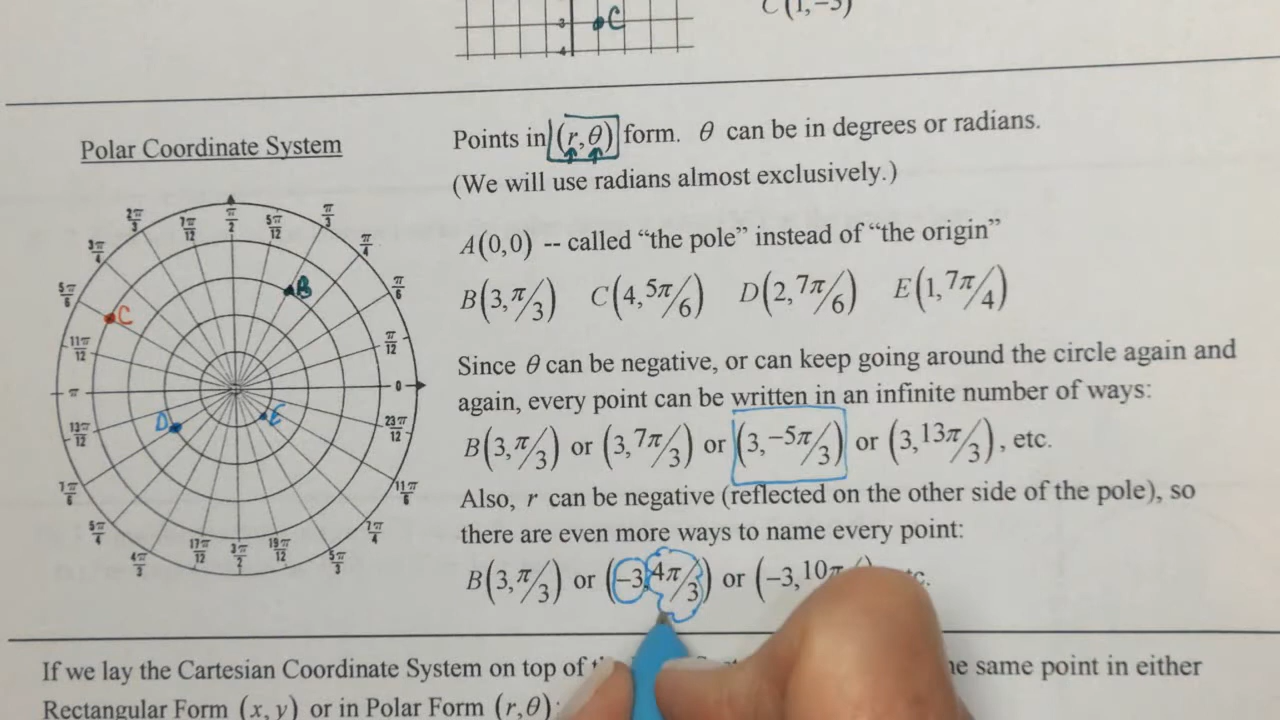 C
C(1,-3)
Polar Coordinate System
Points in (r, θ) form. θ can be in degrees or radians.
(We will use radians almost exclusively.)
A(0,0) -- called “the pole” instead of “the origin”
B(3,π/3) C(4,5π/6) D(2,7π/6) E(1,7π/4)
Since θ can be negative, or can keep going around the circle again and
again, every point can be written in an infinite number of ways:
B(3,π/3) or (3,7π/3) or (3,-5π/3) or (3,13π/3), etc.
Also, r can be negative (reflected on the other side of the pole), so
there are even more ways to name every point:
B(3,π/3) or (-3,4π/3) or (-3,10π
2π/3 7π/12 π/2 5π/12 π/3
3π/4 π/4
5π/6 B π/6
C
11π/12 π/12
π 0
13π/12 D E 23π/12
7π/6 11π/6
5π/4 7π/4
4π/3 17π/12 3π/2 19π/12 5π/3
If we lay the Cartesian Coordinate System on top of same point in either
Rectangular Form (x, y) or in Polar Form (r, θ):